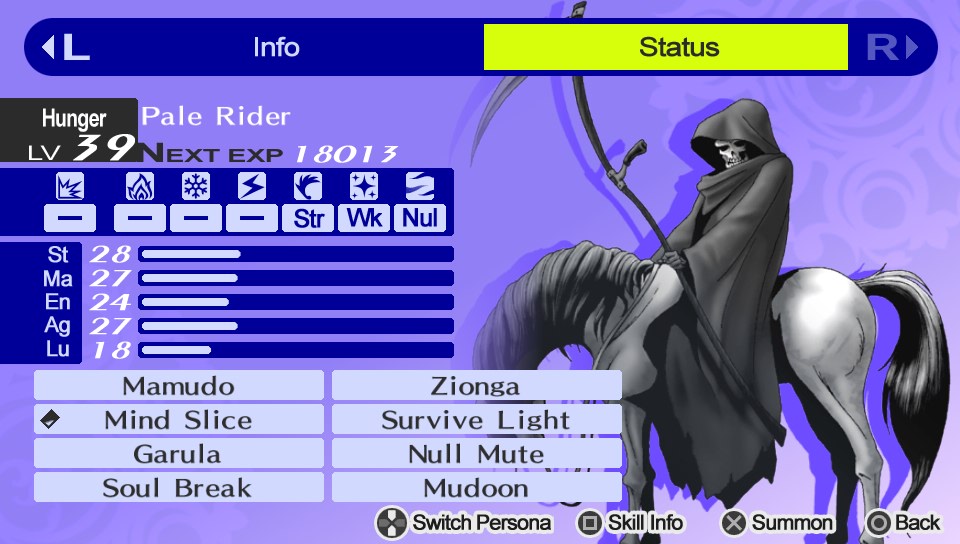 L Info Status R
Hunger Pale Rider
LV 39 NEXT EXP 18013
— — — — Str Wk Nul
St 28
Ma 27
En 24
Ag 27
Lu 18
Mamudo Zionga
Mind Slice Survive Light
Garula Null Mute
Soul Break Mudoon
Switch Persona Skill Info Summon Back